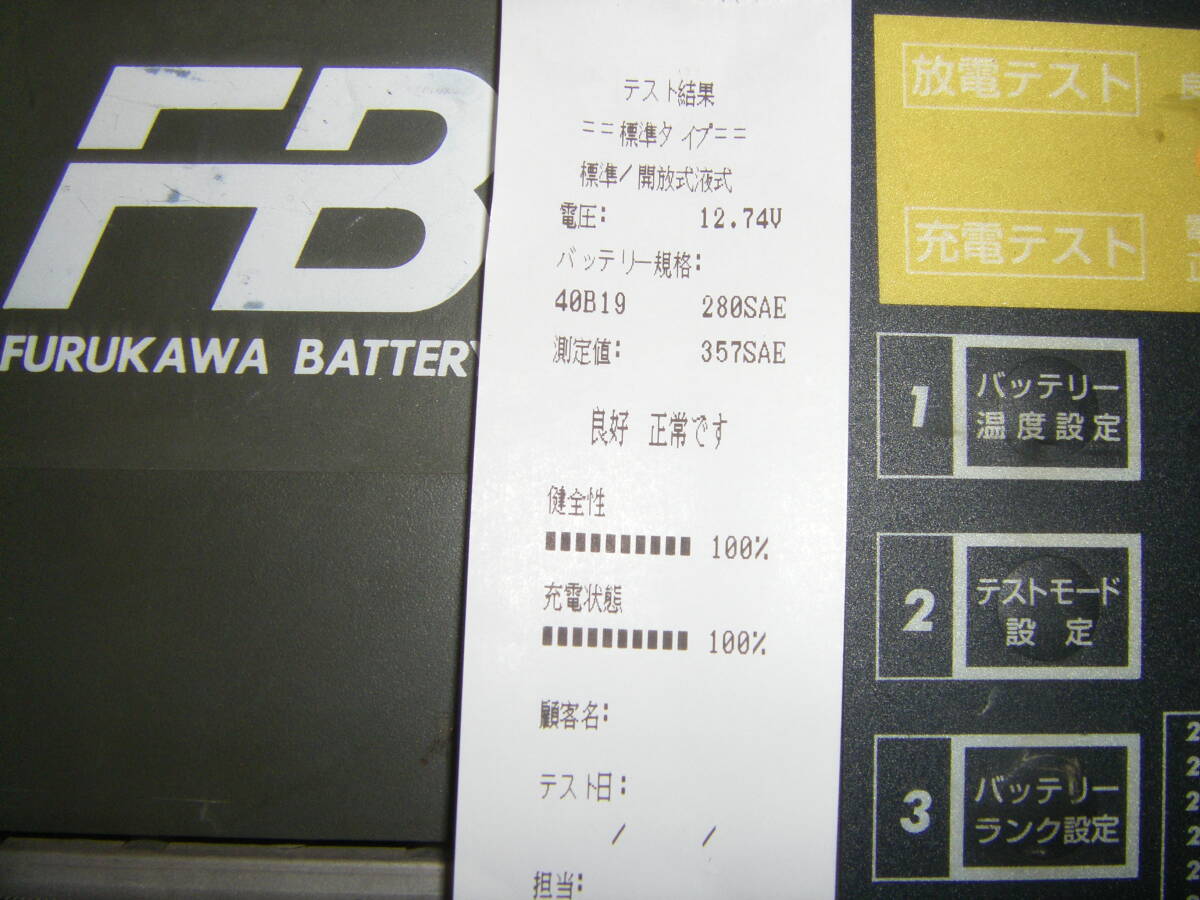 FB
FURUKAWA BATTERY
テスト結果
==標準タイプ==
標準/開放式液式
電圧: 12.74V
バッテリー規格:
40B19 280SAE
測定値: 357SAE
良好 正常です
健全性
100%
充電状態
100%
顧客名:
テスト日:
/ /
担当:
放電テスト
充電テスト
1
バッテリー
温度設定
2
テストモード
設定
3
バッテリー
ランク設定